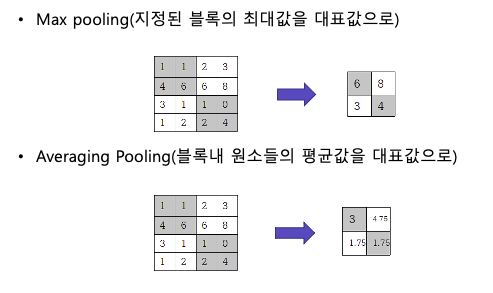 • Max pooling(지정된 블록의 최대값을 대표값으로)
1 1 2 3
4 6 6 8
3 1 1 0
1 2 2 4
6 8
3 4
• Averaging Pooling(블록내 원소들의 평균값을 대표값으로)
1 1 2 3
4 6 6 8
3 1 1 0
1 2 2 4
3 4.75
1.75 1.75